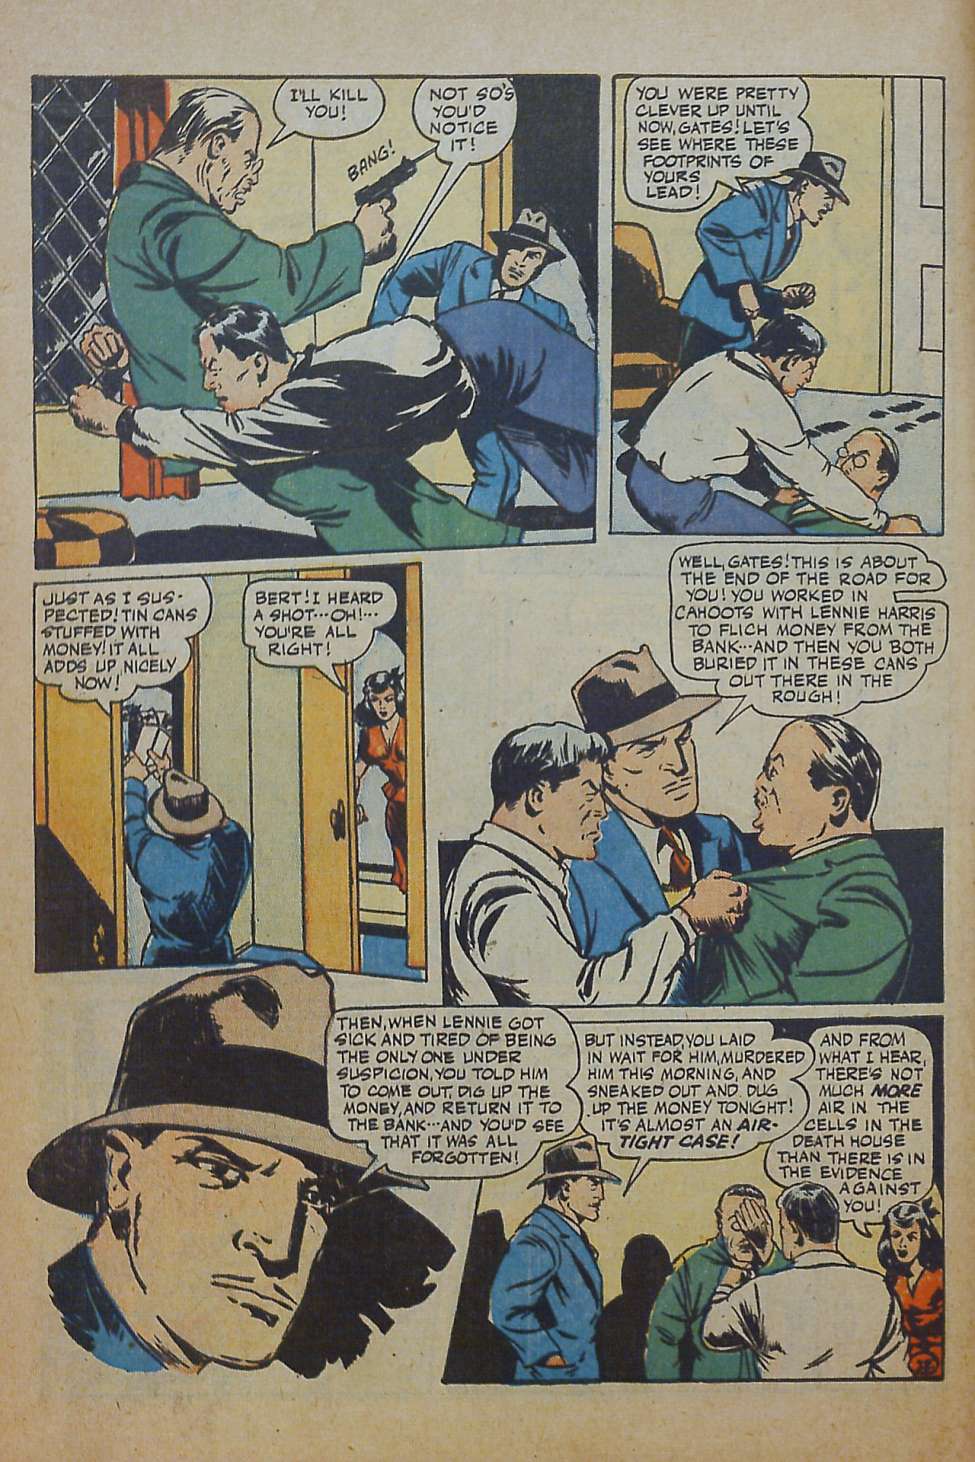 I'LL KILL
YOU!
BANG!
NOT SO'S
YOU'D
NOTICE
IT!
YOU WERE PRETTY
CLEVER UP UNTIL
NOW, GATES! LET'S
SEE WHERE THESE
FOOTPRINTS OF
YOURS
LEAD!
JUST AS I SUS-
PECTED! TIN CANS
STUFFED WITH
MONEY! IT ALL
ADDS UP NICELY
NOW!
BERT! I HEARD
A SHOT...OH!...
YOU'RE ALL
RIGHT!
WELL, GATES! THIS IS ABOUT
THE END OF THE ROAD FOR
YOU! YOU WORKED IN
CAHOOTS WITH LENNIE HARRIS
TO FLICH MONEY FROM THE
BANK...AND THEN YOU BOTH
BURIED IT IN THESE CANS
OUT THERE IN THE
ROUGH!
THEN, WHEN LENNIE GOT
SICK AND TIRED OF BEING
THE ONLY ONE UNDER
SUSPICION, YOU TOLD HIM
TO COME OUT, DIG UP THE
MONEY, AND RETURN IT TO
THE BANK...AND YOU'D SEE
THAT IT WAS ALL
FORGOTTEN!
BUT INSTEAD, YOU LAID
IN WAIT FOR HIM, MURDERED
HIM THIS MORNING, AND
SNEAKED OUT AND DUG
UP THE MONEY TONIGHT!
IT'S ALMOST AN AIR-
TIGHT CASE!
AND FROM
WHAT I HEAR,
THERE'S NOT
MUCH MORE
AIR IN THE
CELLS IN THE
DEATH HOUSE
THAN THERE IS IN
THE EVIDENCE
AGAINST
YOU!